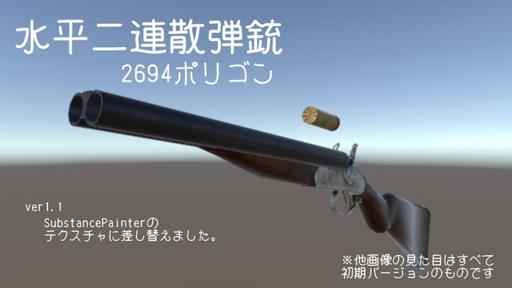 水平二連散弾銃
2694ポリゴン
ver1.1
SubstancePainterの
テクスチャに差し替えました。
※他画像の見た目はすべて
初期バージョンのものです